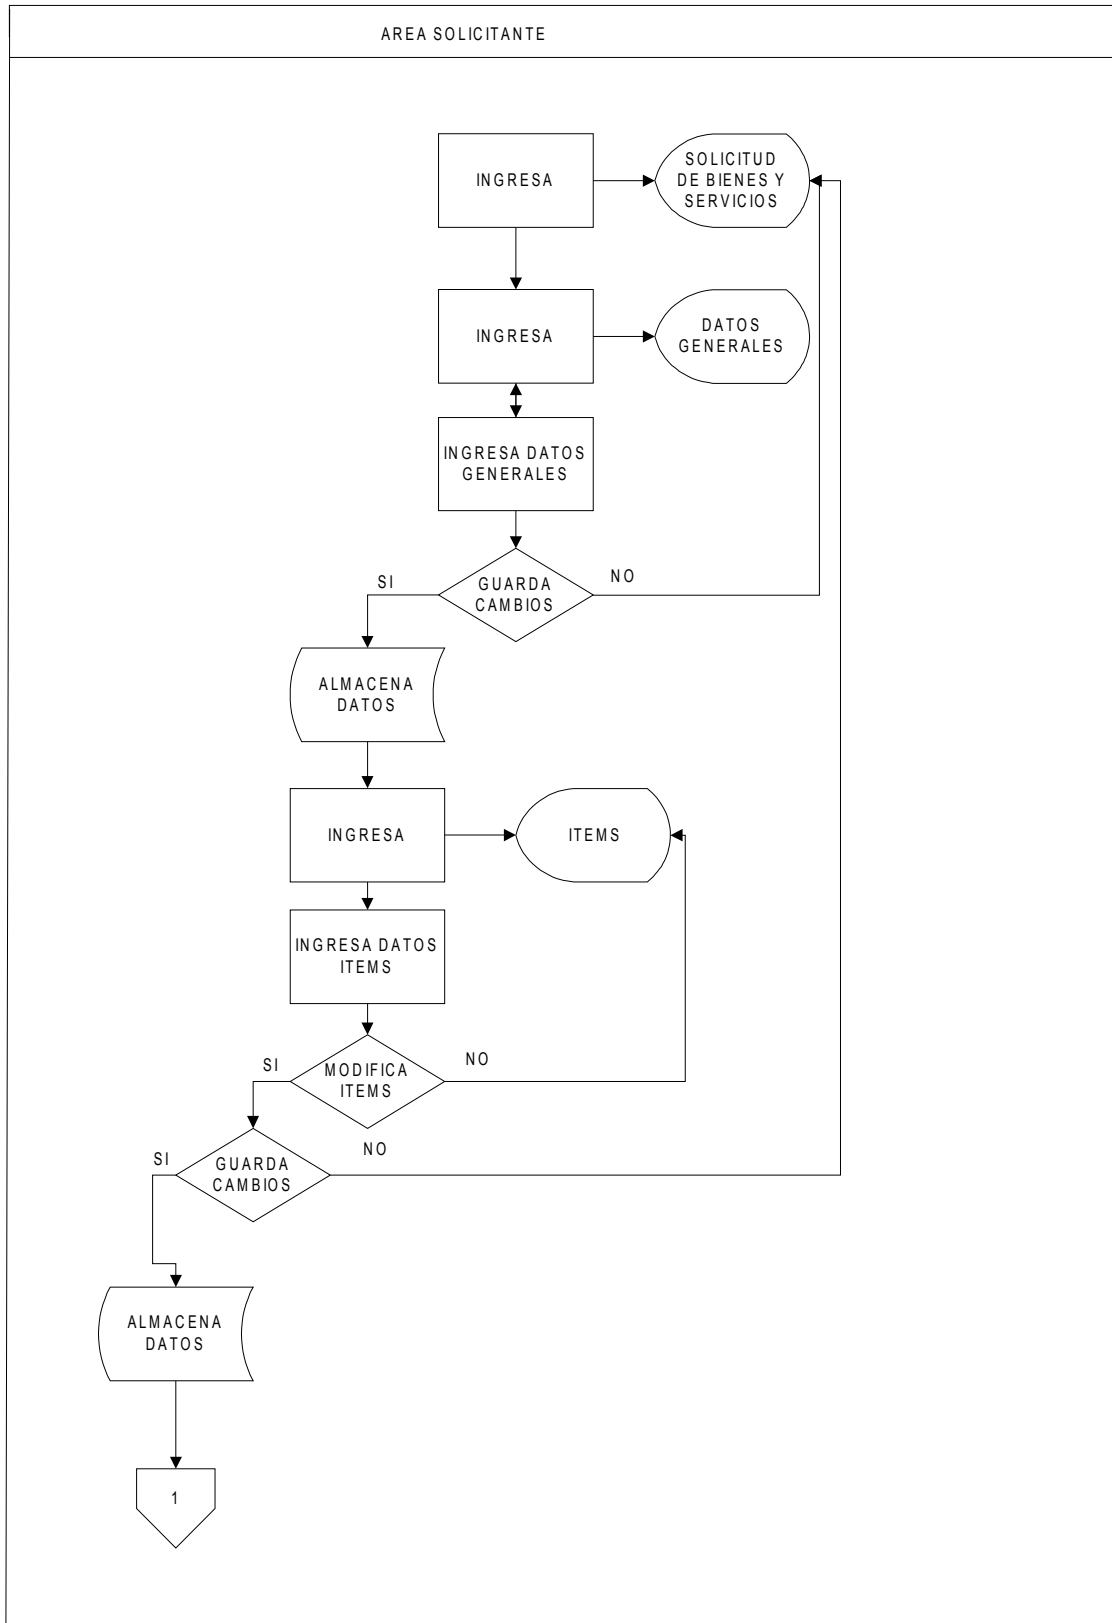 AREA SOLICITANTE
INGRESA
SOLICITUD
DE BIENES Y
SERVICIOS
INGRESA
DATOS
GENERALES
INGRESA DATOS
GENERALES
SI
GUARDA
CAMBIOS
NO
ALMACENA
DATOS
INGRESA
ITEMS
INGRESA DATOS
ITEMS
SI
MODIFICA
ITEMS
NO
SI
GUARDA
CAMBIOS
NO
ALMACENA
DATOS
1